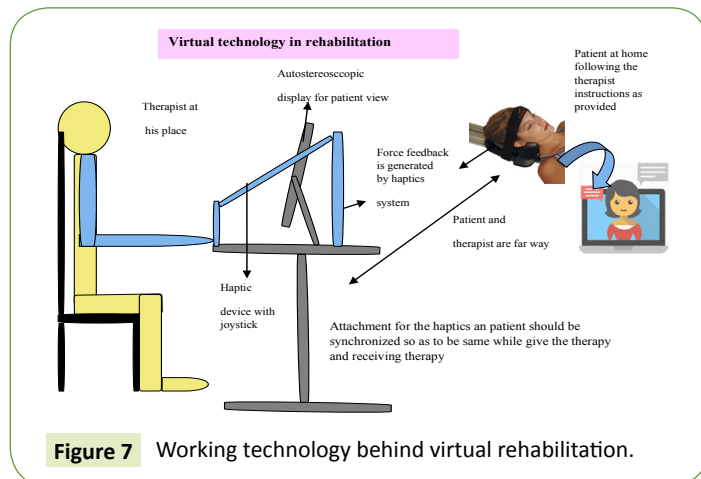 Virtual technology in rehabilitation
Autostereosccopic
display for patient view
Therapist at
his place
Patient at home
following the
therapist
instructions as
provided
Force feedback
is generated
by haptics
system
Patient and
therapist are far way
Haptic
device with
joystick
Attachment for the haptics an patient should be
synchronized so as to be same while give the therapy
and receiving therapy
Figure 7 Working technology behind virtual rehabilitation.